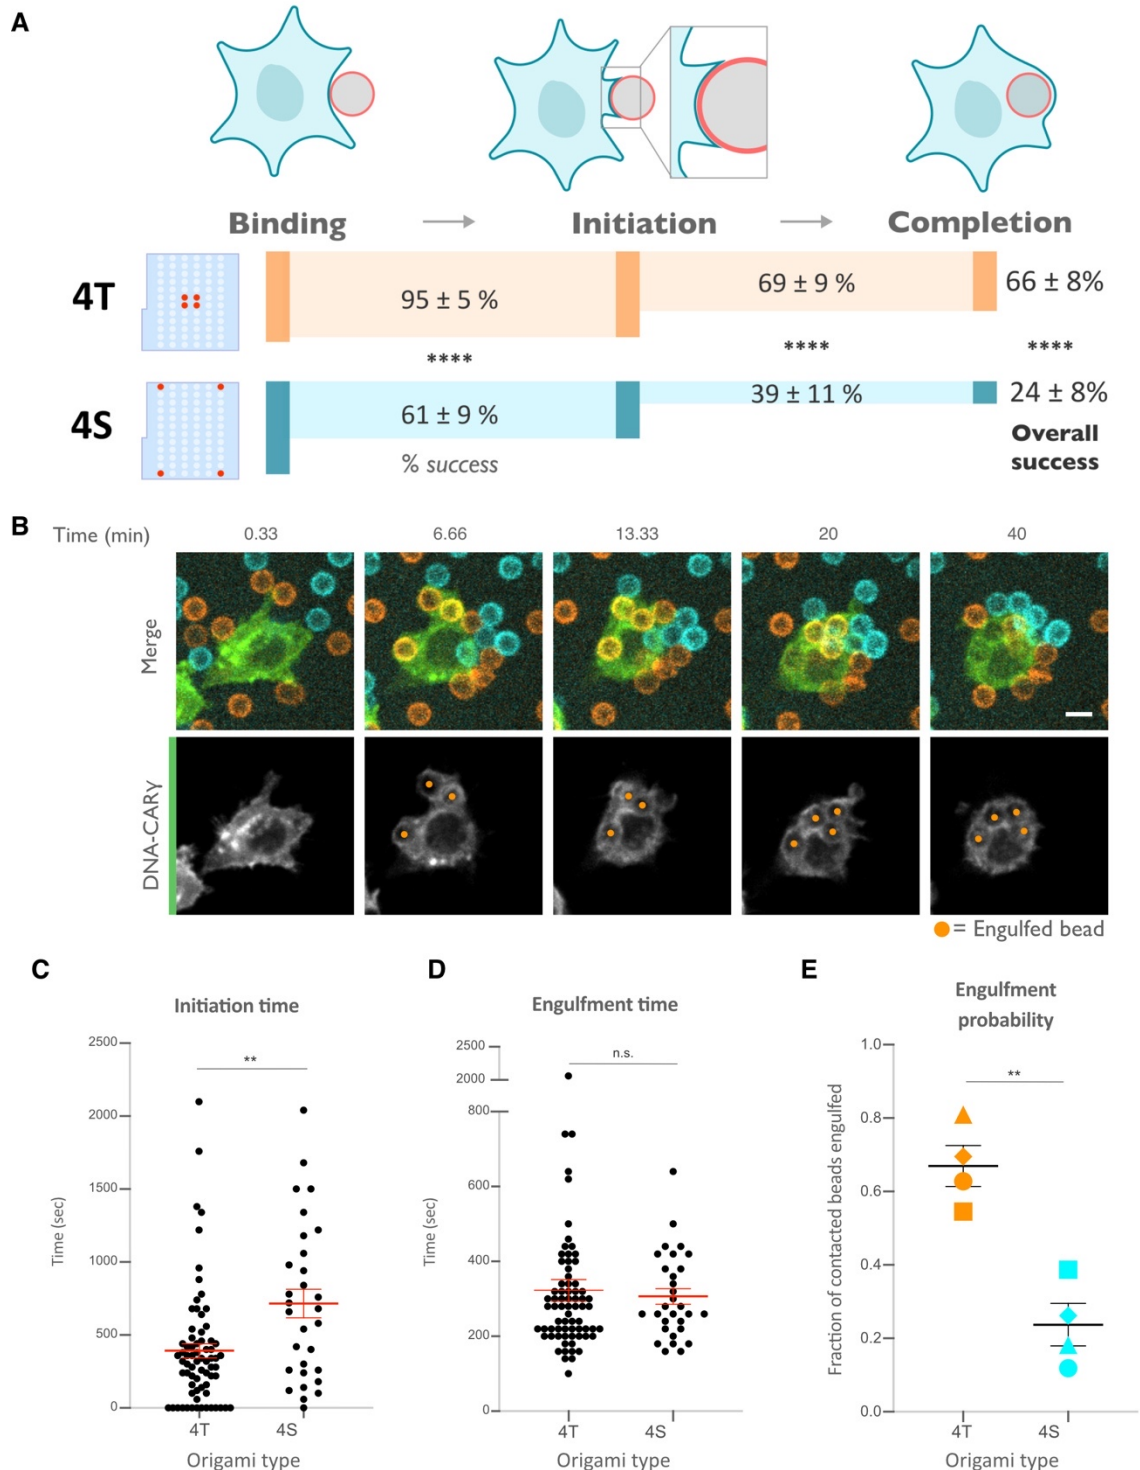 A
Binding → Initiation → Completion
4T
95 ± 5 %
69 ± 9 %
66 ± 8%
****
****
****
4S
61 ± 9 %
39 ± 11 %
24 ± 8%
% success
Overall
success
B
Time (min)
0.33
6.66
13.33
20
40
Merge
DNA-CARγ
= Engulfed bead
C
Initiation time
2500
2000
1500
1000
500
0
**
Time (sec)
4T
4S
Origami type
D
Engulfment time
2500
2000
800
600
400
200
0
n.s.
Time (sec)
4T
4S
Origami type
E
Engulfment
probability
1.0
0.8
0.6
0.4
0.2
0.0
**
Fraction of contacted beads engulfed
4T
4S
Origami type